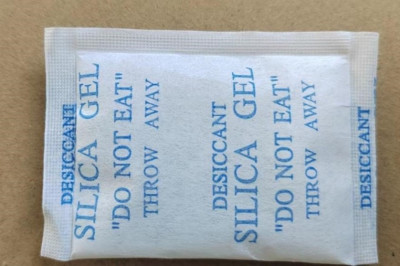 DESICCANT
SILICA GEL
"DO NOT EAT"
THROW AWAY
DESICCANT
SILICA GEL
"DO NOT EAT"
THROW AWAY
DESICCANT